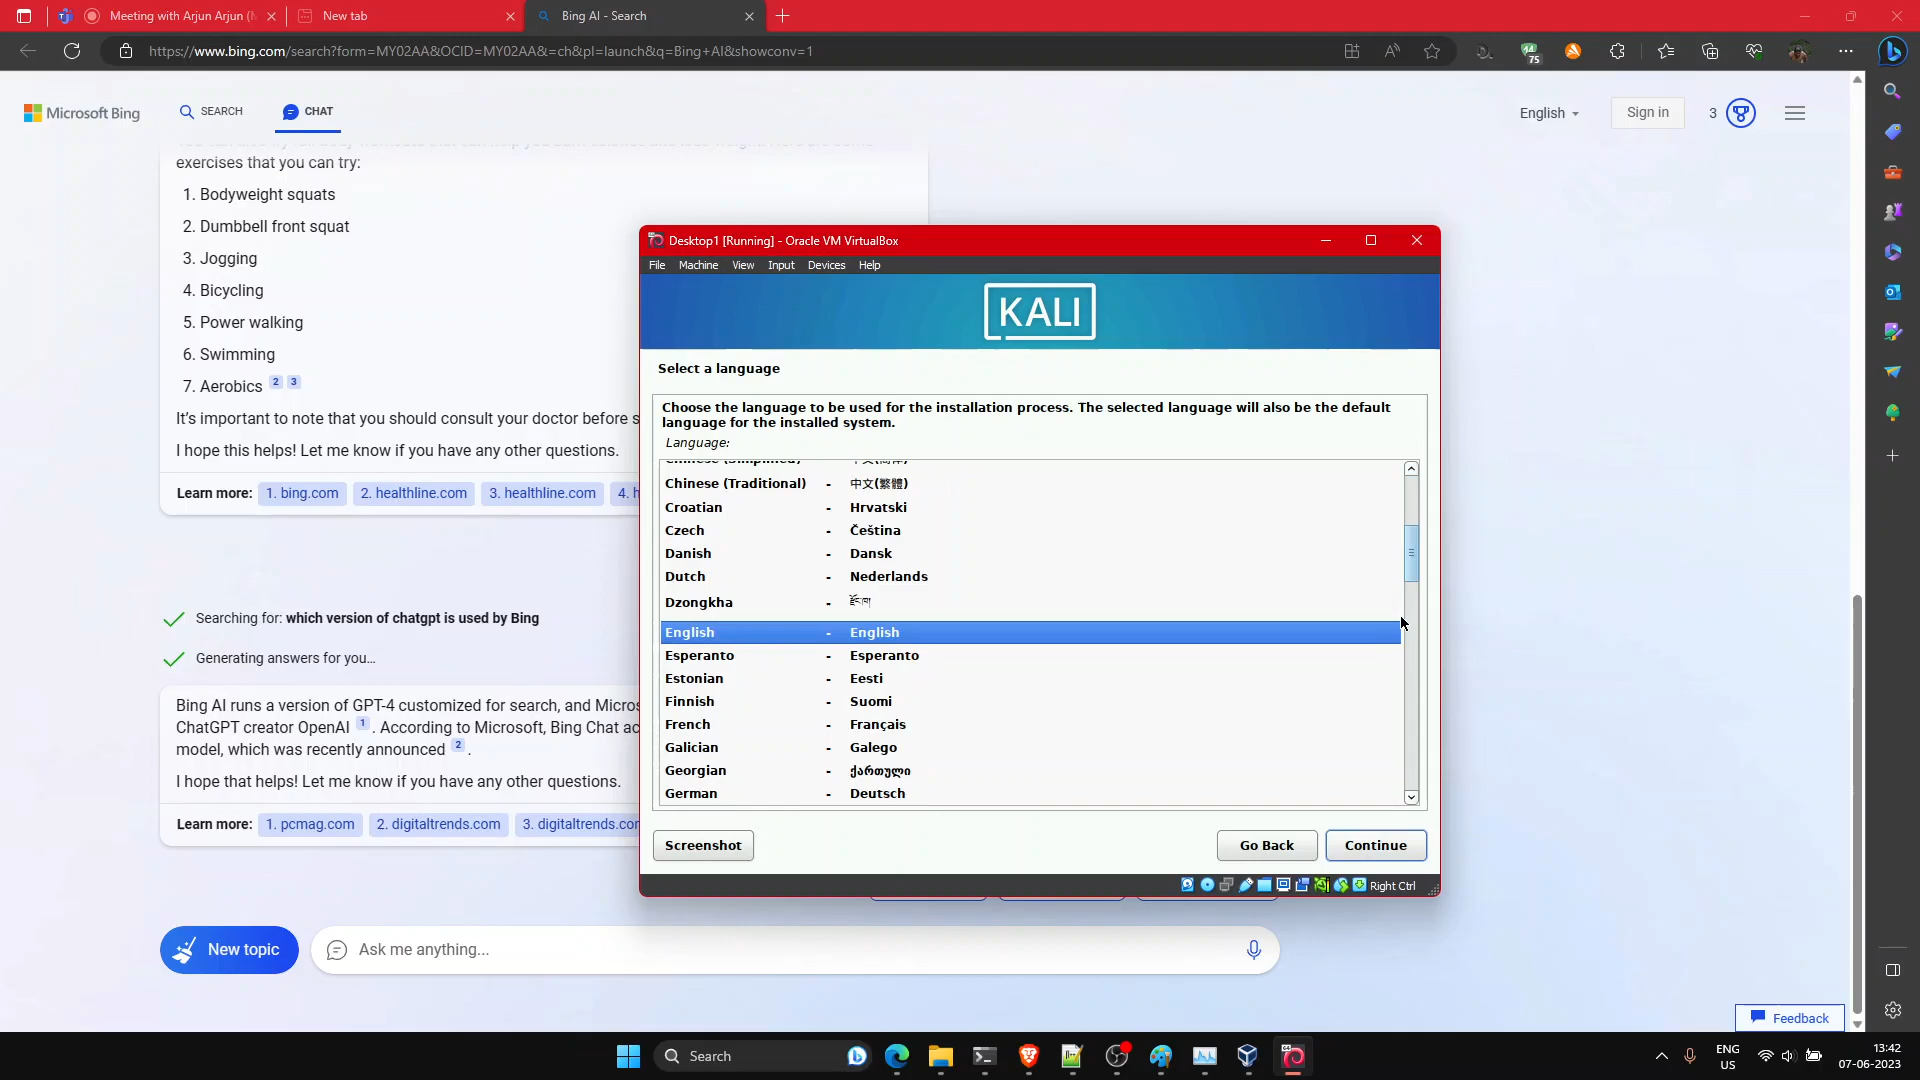 Meeting with Arjun Arjun (
New tab
Bing AI - Search
https://www.bing.com/search?form=MY02AA&OCID=MY02AA&=ch&pl=launch&q=Bing+AI&showconv=1
75
Microsoft Bing
SEARCH
CHAT
English
Sign in
3
exercises that you can try:
1. Bodyweight squats
2. Dumbbell front squat
3. Jogging
4. Bicycling
5. Power walking
6. Swimming
7. Aerobics 2 3
It's important to note that you should consult your doctor before s
I hope this helps! Let me know if you have any other questions.
Learn more: 1. bing.com 2. healthline.com 3. healthline.com 4. h
Searching for: which version of chatgpt is used by Bing
Generating answers for you...
Bing AI runs a version of GPT-4 customized for search, and Micros
ChatGPT creator OpenAI 1 . According to Microsoft, Bing Chat ac
model, which was recently announced 2 .
I hope that helps! Let me know if you have any other questions.
Learn more: 1. pcmag.com 2. digitaltrends.com 3. digitaltrends.cor
New topic
Ask me anything...
Feedback
Desktop1 [Running] - Oracle VM VirtualBox
File Machine View Input Devices Help
KALI
Select a language
Choose the language to be used for the installation process. The selected language will also be the default
language for the installed system.
Language:
Chinese (Simplified) - 中文(简体)
Chinese (Traditional) - 中文(繁體)
Croatian - Hrvatski
Czech - Čeština
Danish - Dansk
Dutch - Nederlands
Dzongkha - རྫོང་ཁ
English - English
Esperanto - Esperanto
Estonian - Eesti
Finnish - Suomi
French - Français
Galician - Galego
Georgian - ქართული
German - Deutsch
Screenshot
Go Back
Continue
Right Ctrl
Search
ENG
US
13:42
07-06-2023